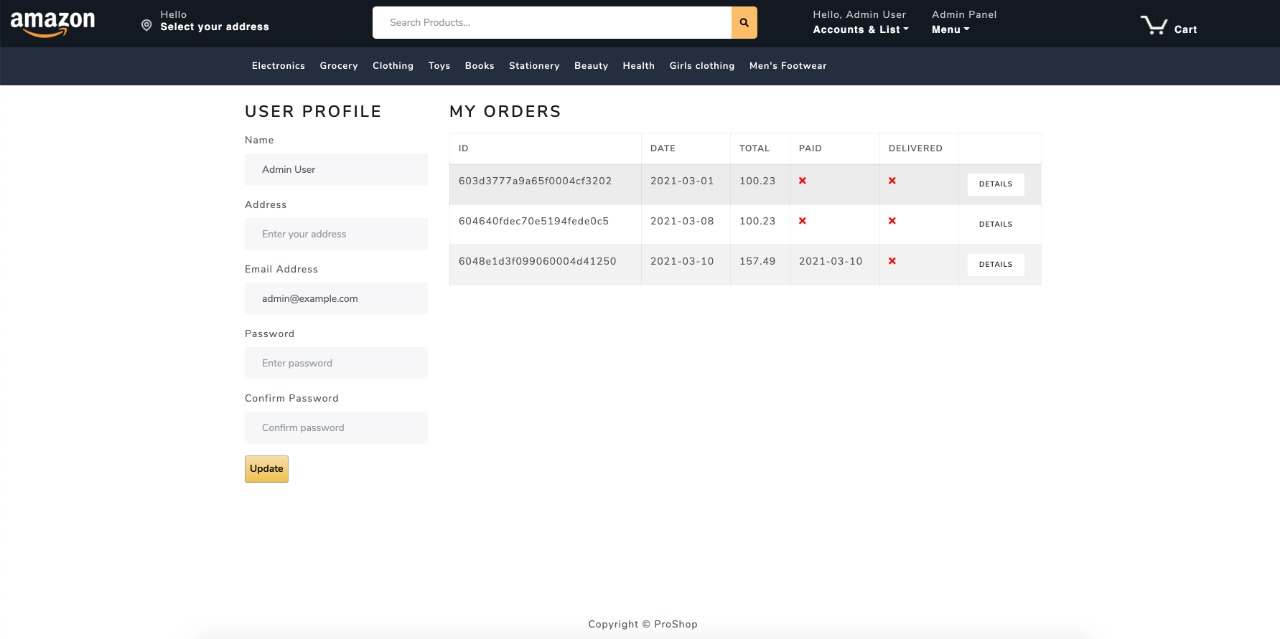 amazon
Hello
Select your address
Search Products...
Hello, Admin User
Accounts & List
Admin Panel
Menu
Cart
Electronics Grocery Clothing Toys Books Stationery Beauty Health Girls clothing Men's Footwear
USER PROFILE
Name
Admin User
Address
Enter your address
Email Address
admin@example.com
Password
Enter password
Confirm Password
Confirm password
Update
MY ORDERS
ID DATE TOTAL PAID DELIVERED
603d3777a9a65f0004cf3202 2021-03-01 100.23 DETAILS
604640fdec70e5194fede0c5 2021-03-08 100.23 DETAILS
6048e1d3f099060004d41250 2021-03-10 157.49 2021-03-10 DETAILS
Copyright © ProShop